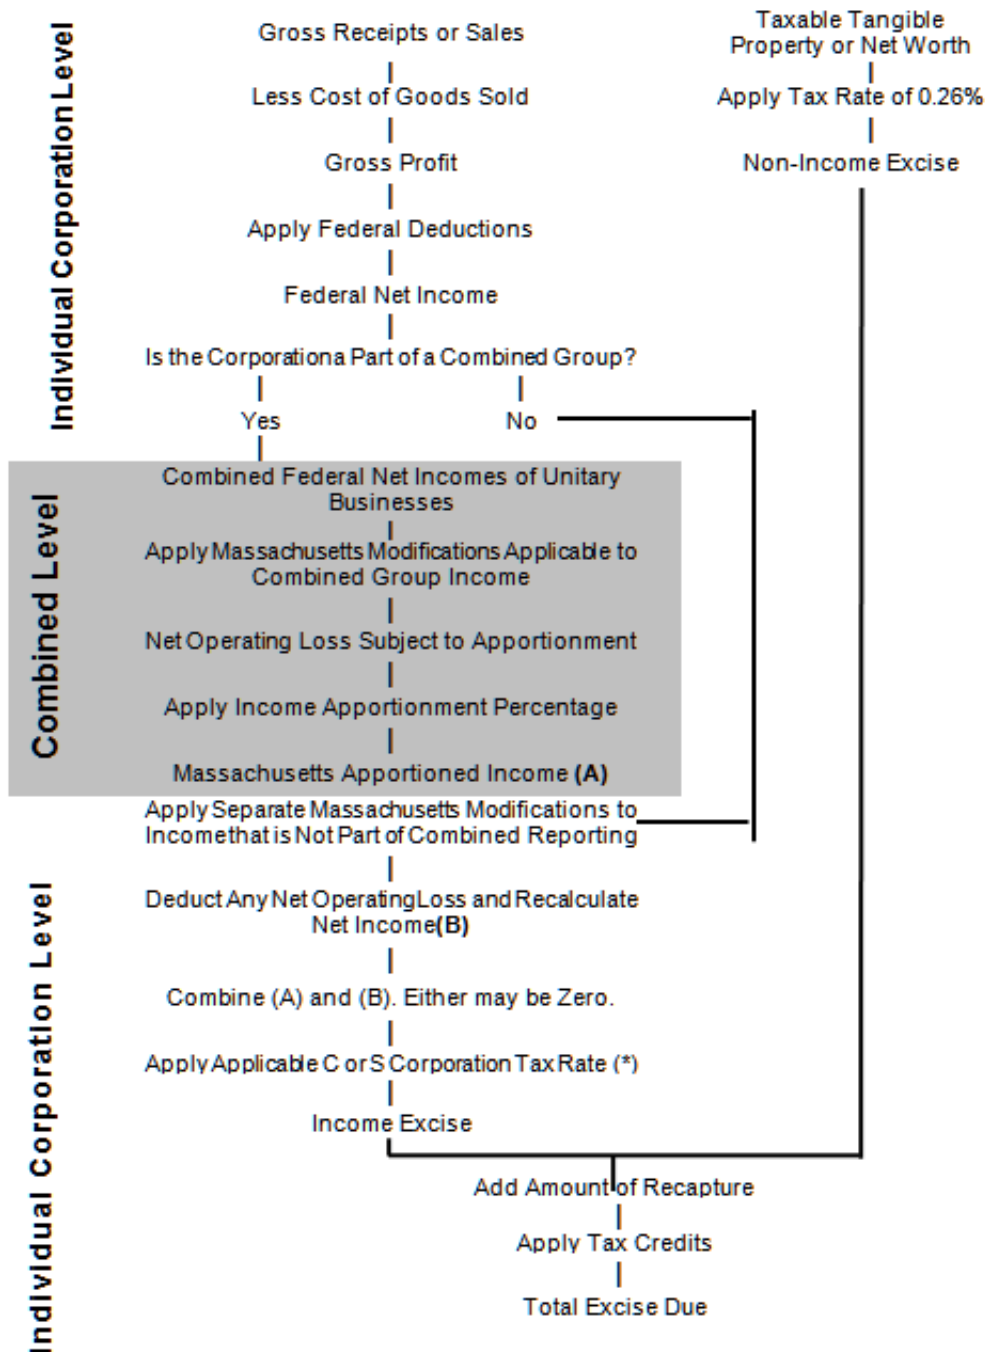 Individual Corporation Level
Gross Receipts or Sales
Less Cost of Goods Sold
Gross Profit
Apply Federal Deductions
Federal Net Income
Is the Corporationa Part of a Combined Group?
Yes
No
Taxable Tangible
Property or Net Worth
Apply Tax Rate of 0.26%
Non-Income Excise
Combined Level
Combined Federal Net Incomes of Unitary
Businesses
Apply Massachusetts Modifications Applicable to
Combined Group Income
Net Operating Loss Subject to Apportionment
Apply Income Apportionment Percentage
Massachusetts Apportioned Income (A)
Individual Corporation Level
Apply Separate Massachusetts Modifications to
Incomethat is Not Part of Combined Reporting
Deduct Any Net Operating Loss and Recalculate
Net Income(B)
Combine (A) and (B). Either may be Zero.
Apply Applicable C or S Corporation Tax Rate (*)
Income Excise
Add Amount of Recapture
Apply Tax Credits
Total Excise Due